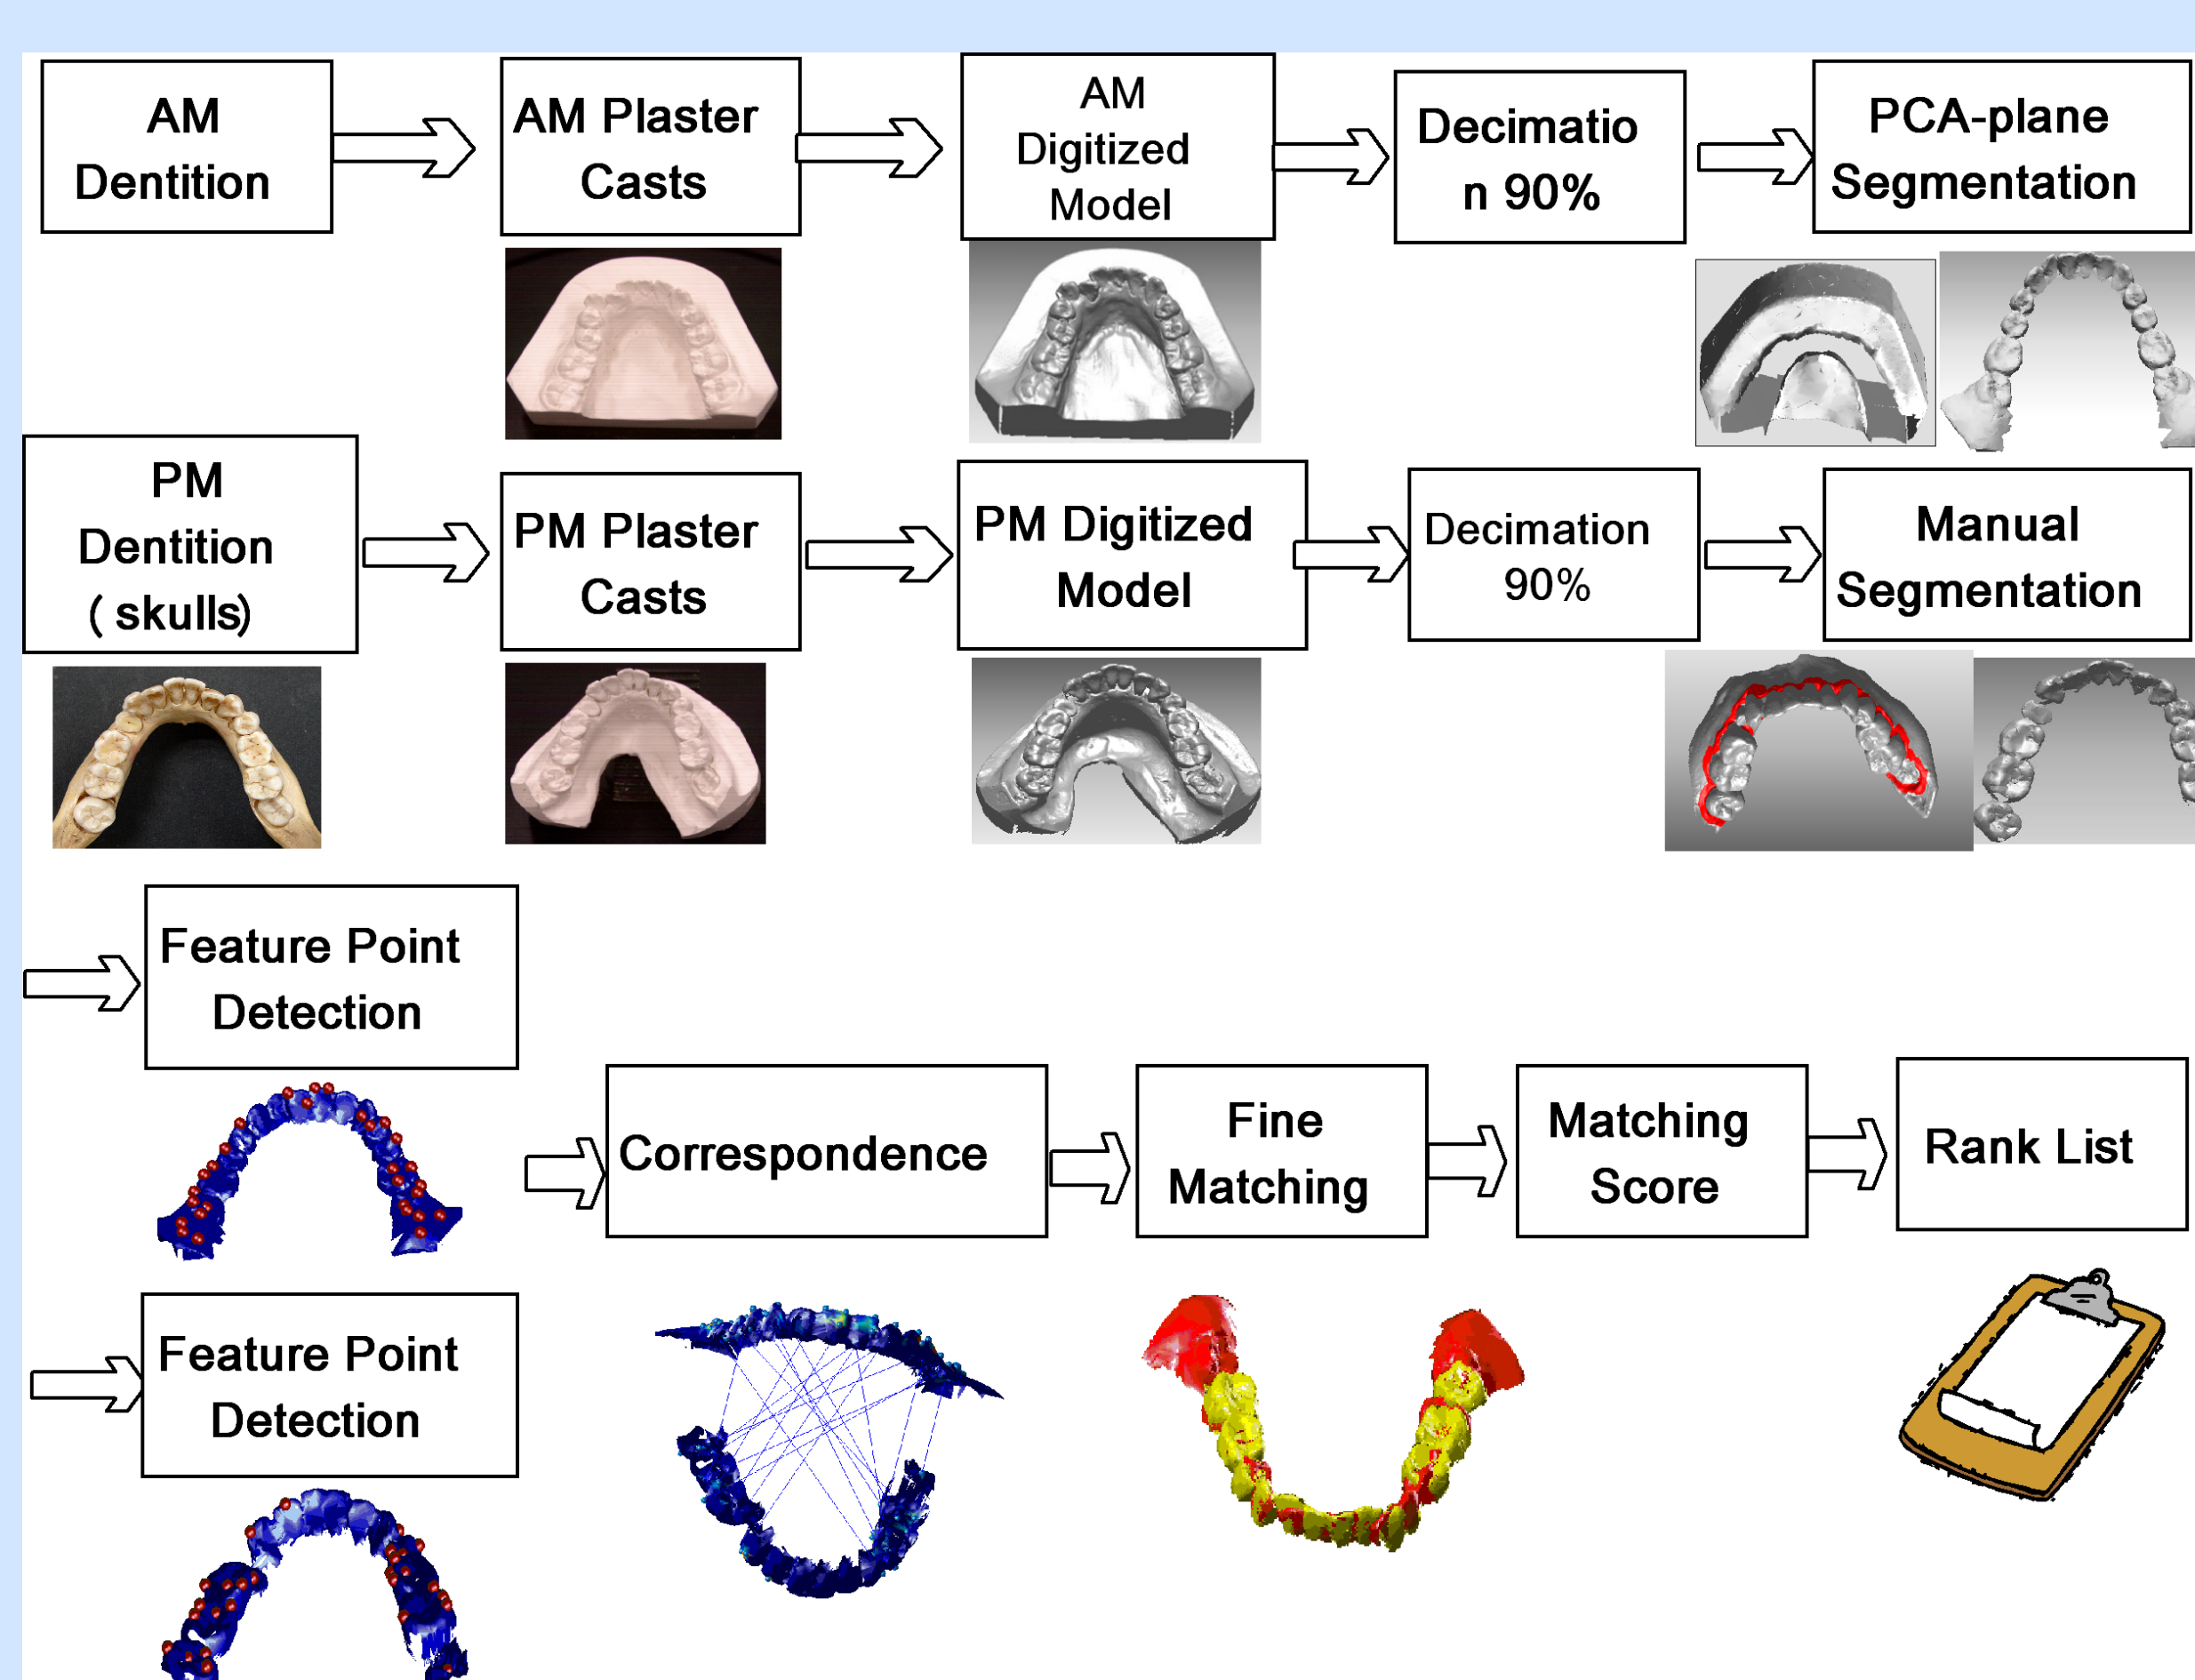 AM
Dentition
AM Plaster
Casts
AM
Digitized
Model
Decimatio
n 90%
PCA-plane
Segmentation
PM
Dentition
( skulls)
PM Plaster
Casts
PM Digitized
Model
Decimation
90%
Manual
Segmentation
Feature Point
Detection
Correspondence
Fine
Matching
Matching
Score
Rank List
Feature Point
Detection